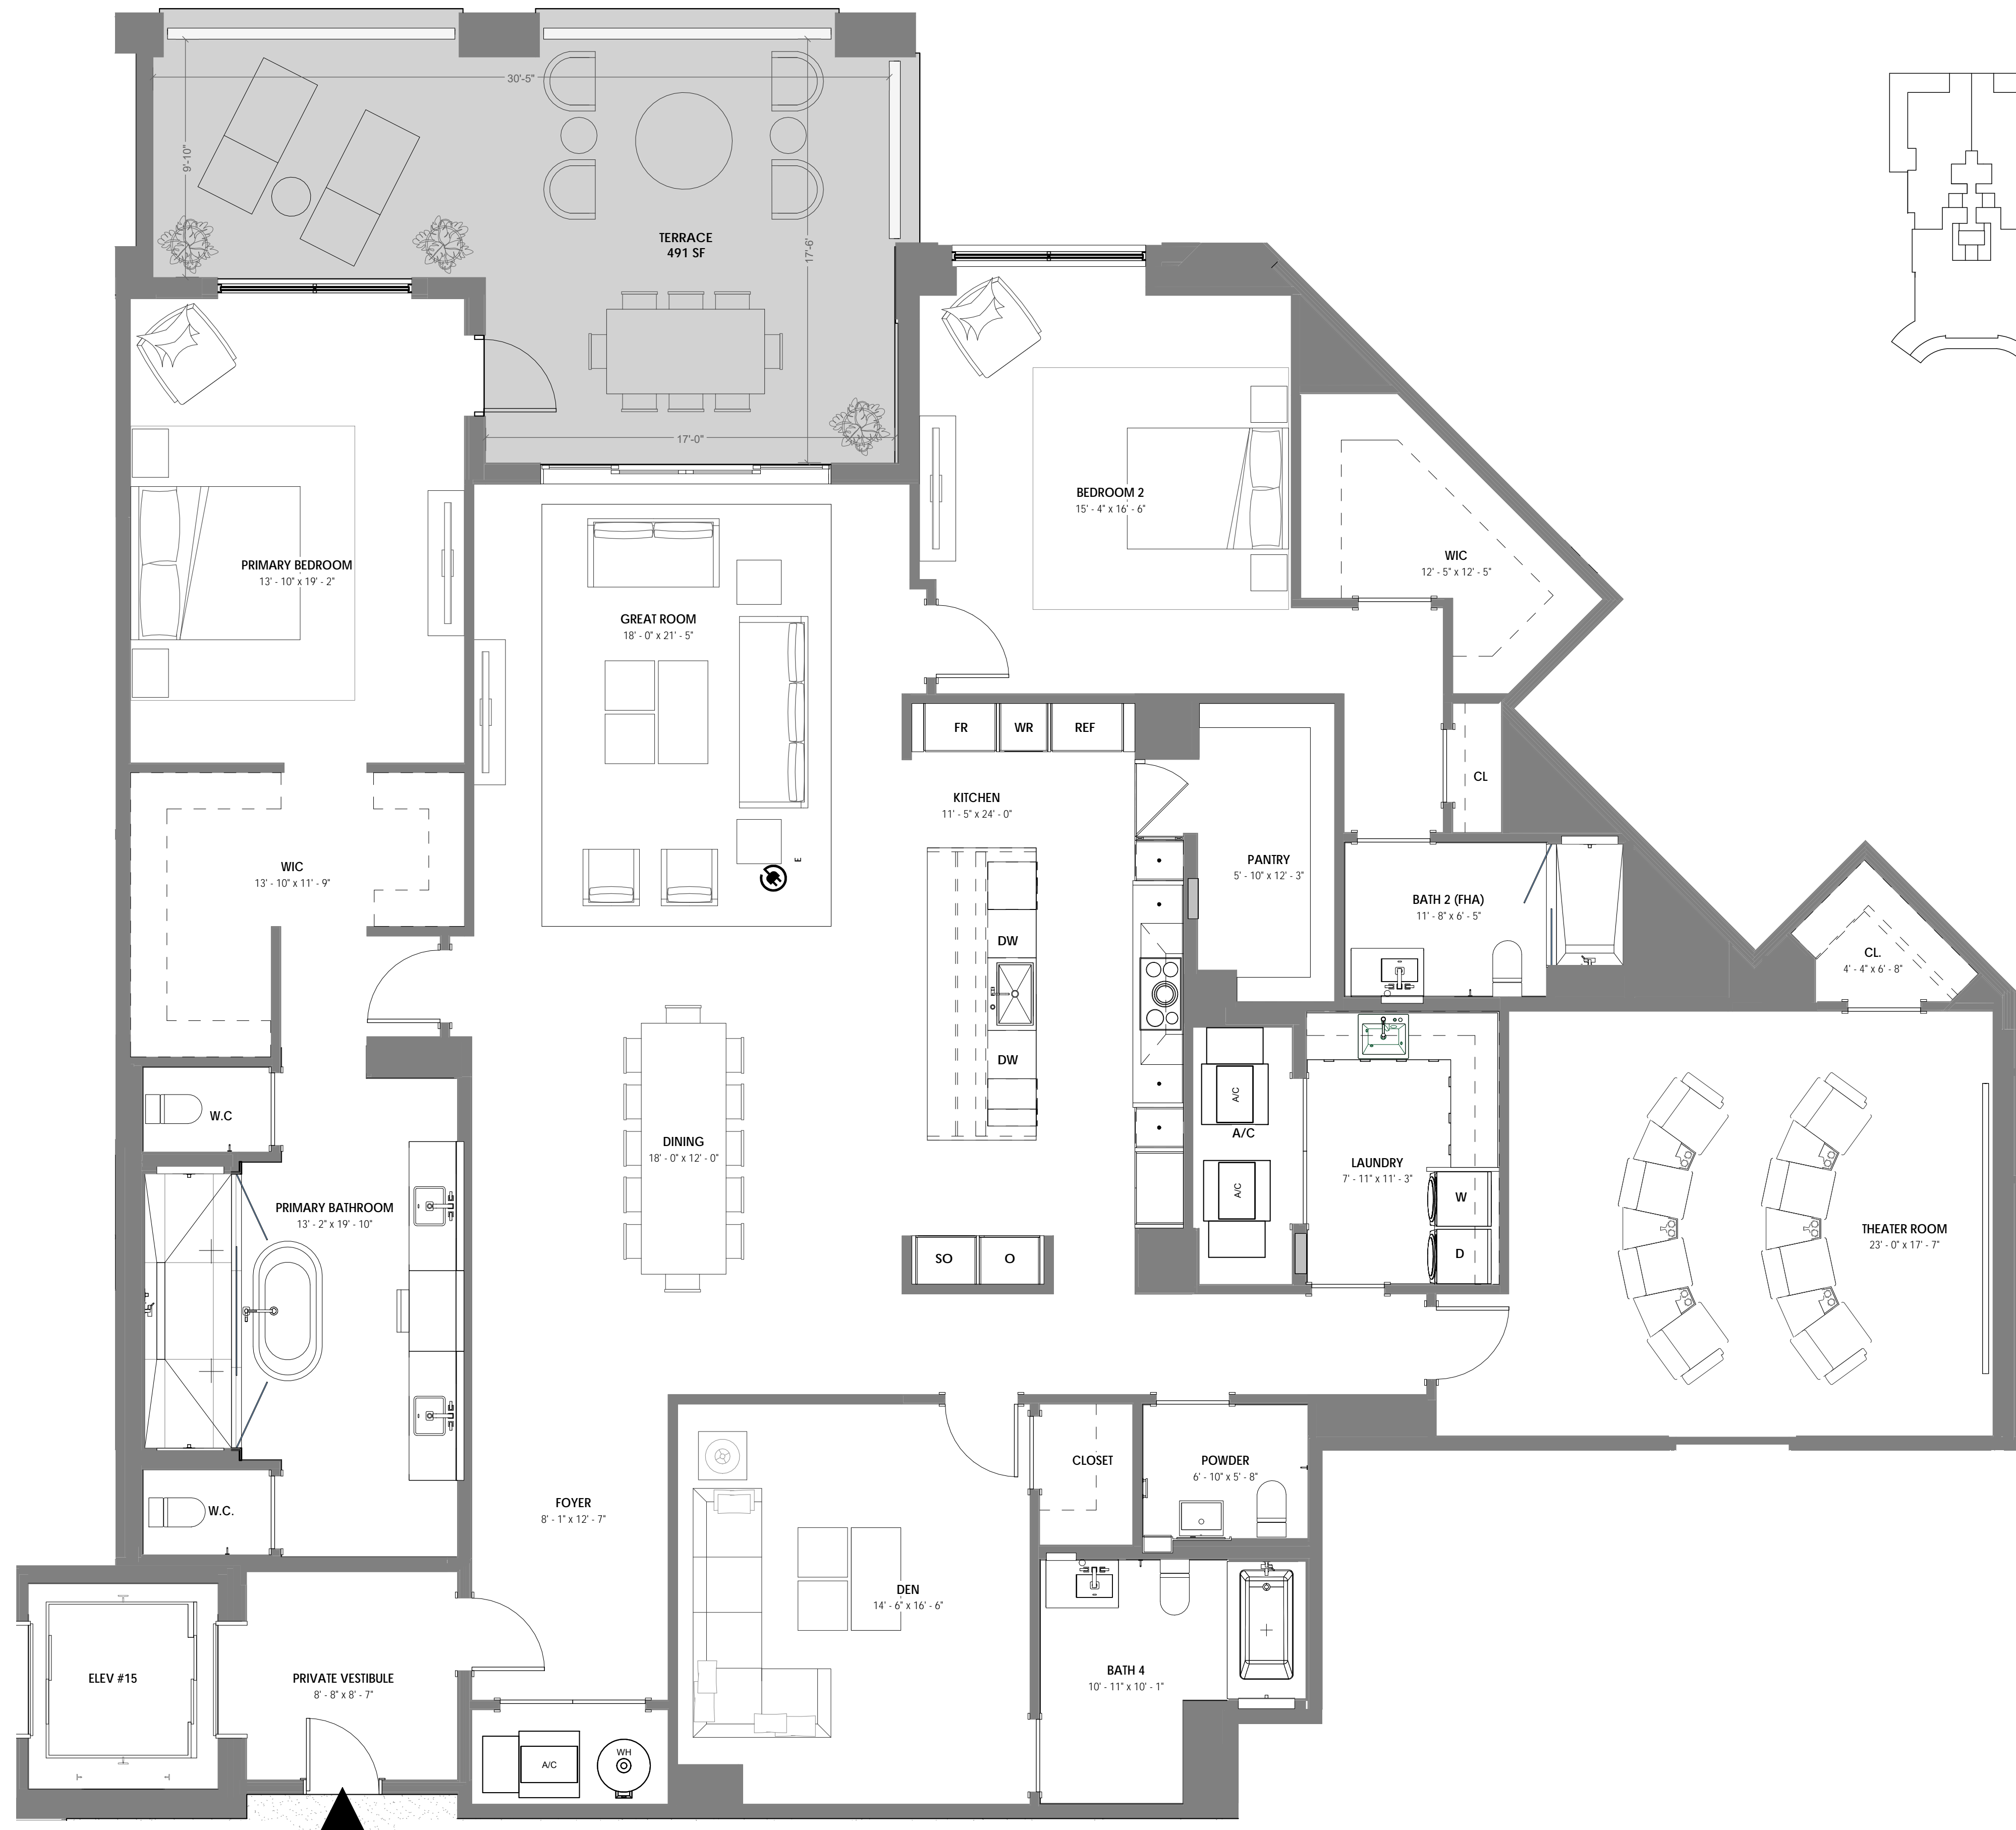 30'-5"
9'-10"
TERRACE
491 SF
17'-6'
17'-0"
BEDROOM 2
15' - 4" x 16' - 6"
WIC
12' - 5" x 12' - 5"
PRIMARY BEDROOM
13' - 10" x 19' - 2"
GREAT ROOM
18' - 0" x 21' - 5"
FR
WR
REF
CL
KITCHEN
11' - 5" x 24' - 0"
WIC
13' - 10" x 11' - 9"
E
PANTRY
5' - 10" x 12' - 3"
BATH 2 (FHA)
11' - 8" x 6' - 5"
DW
CL.
4' - 4" x 6' - 8"
DW
A/C
A/C
A/C
W.C
DINING
18' - 0" x 12' - 0"
LAUNDRY
7' - 11" x 11' - 3"
W
D
PRIMARY BATHROOM
13' - 2" x 19' - 10"
THEATER ROOM
23' - 0" x 17' - 7"
SO
O
CLOSET
POWDER
6' - 10" x 5' - 8"
W.C.
FOYER
8' - 1" x 12' - 7"
DEN
14' - 6" x 16' - 6"
ELEV #15
PRIVATE VESTIBULE
8' - 8" x 8' - 7"
BATH 4
10' - 11" x 10' - 1"
A/C
WH